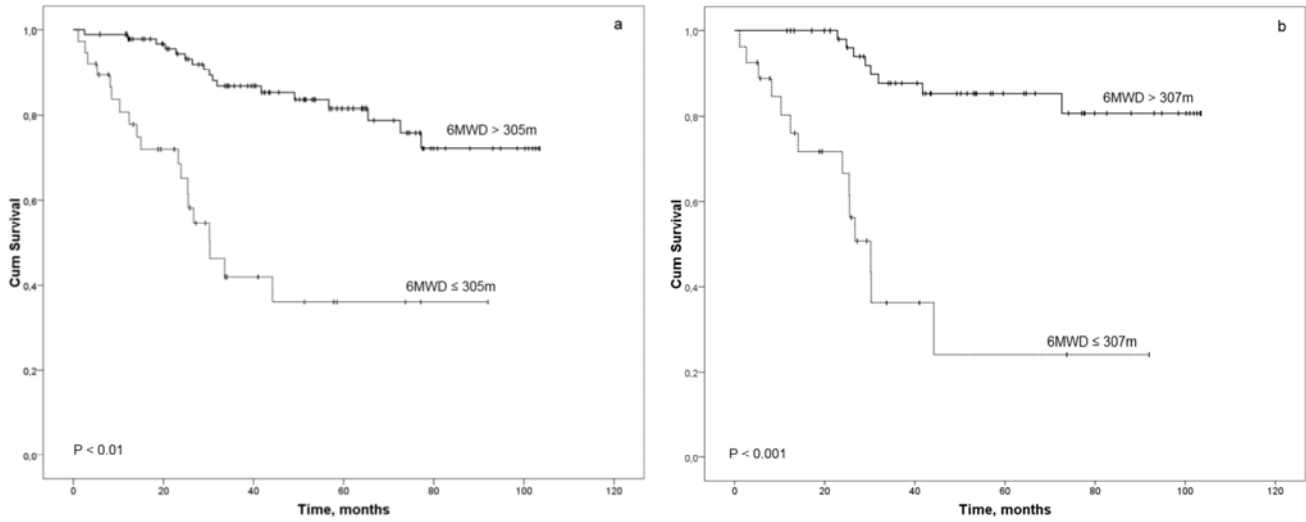 a
1,0
0,8
0,6
0,4
0,2
0,0
Cum Survival
6MWD > 305m
6MWD ≤ 305m
P < 0.01
0 20 40 60 80 100 120
Time, months
b
1,0
0,8
0,6
0,4
0,2
0,0
Cum Survival
6MWD > 307m
6MWD ≤ 307m
P < 0.001
0 20 40 60 80 100 120
Time, months